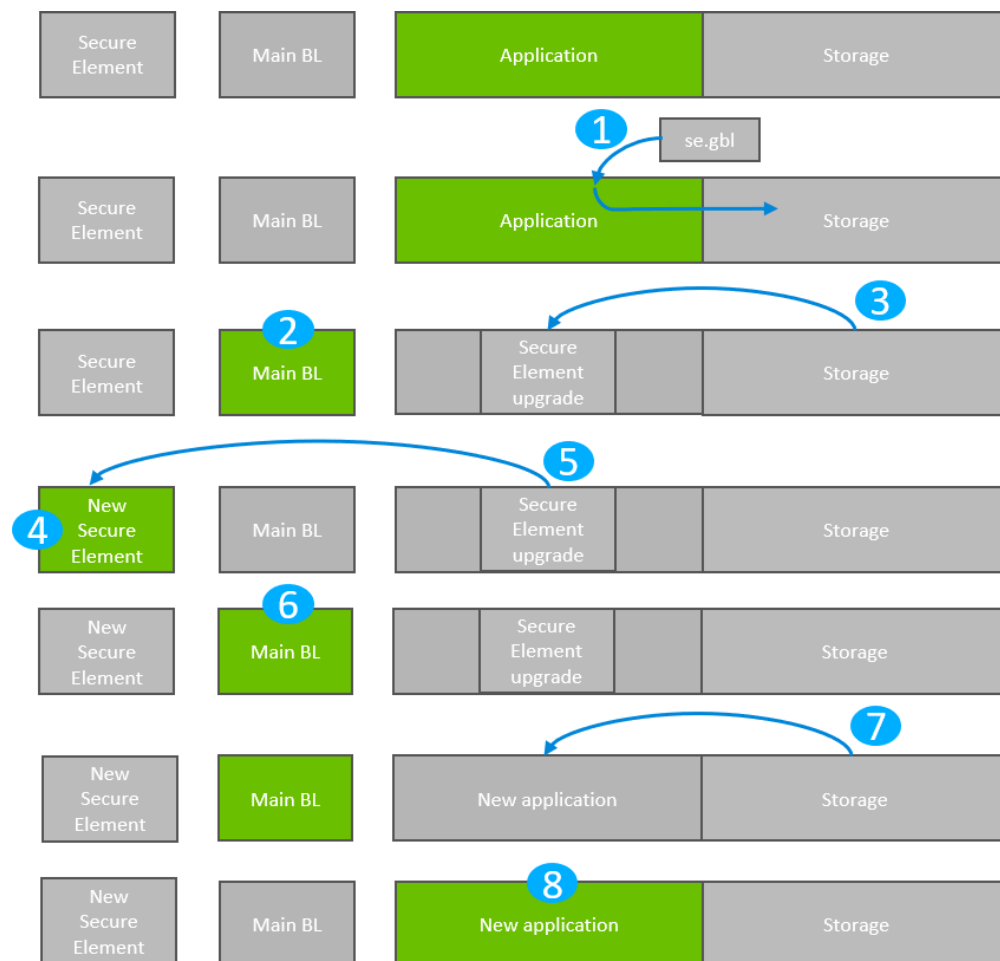 Secure
Element
Main BL
Application
Storage
1
se.gbl
Secure
Element
Main BL
Application
Storage
3
2
Secure
Element
Main BL
Secure
Element
upgrade
Storage
5
4
New
Secure
Element
Main BL
Secure
Element
upgrade
Storage
6
New
Secure
Element
Main BL
Secure
Element
upgrade
Storage
7
New
Secure
Element
Main BL
New application
Storage
8
New
Secure
Element
Main BL
New application
Storage